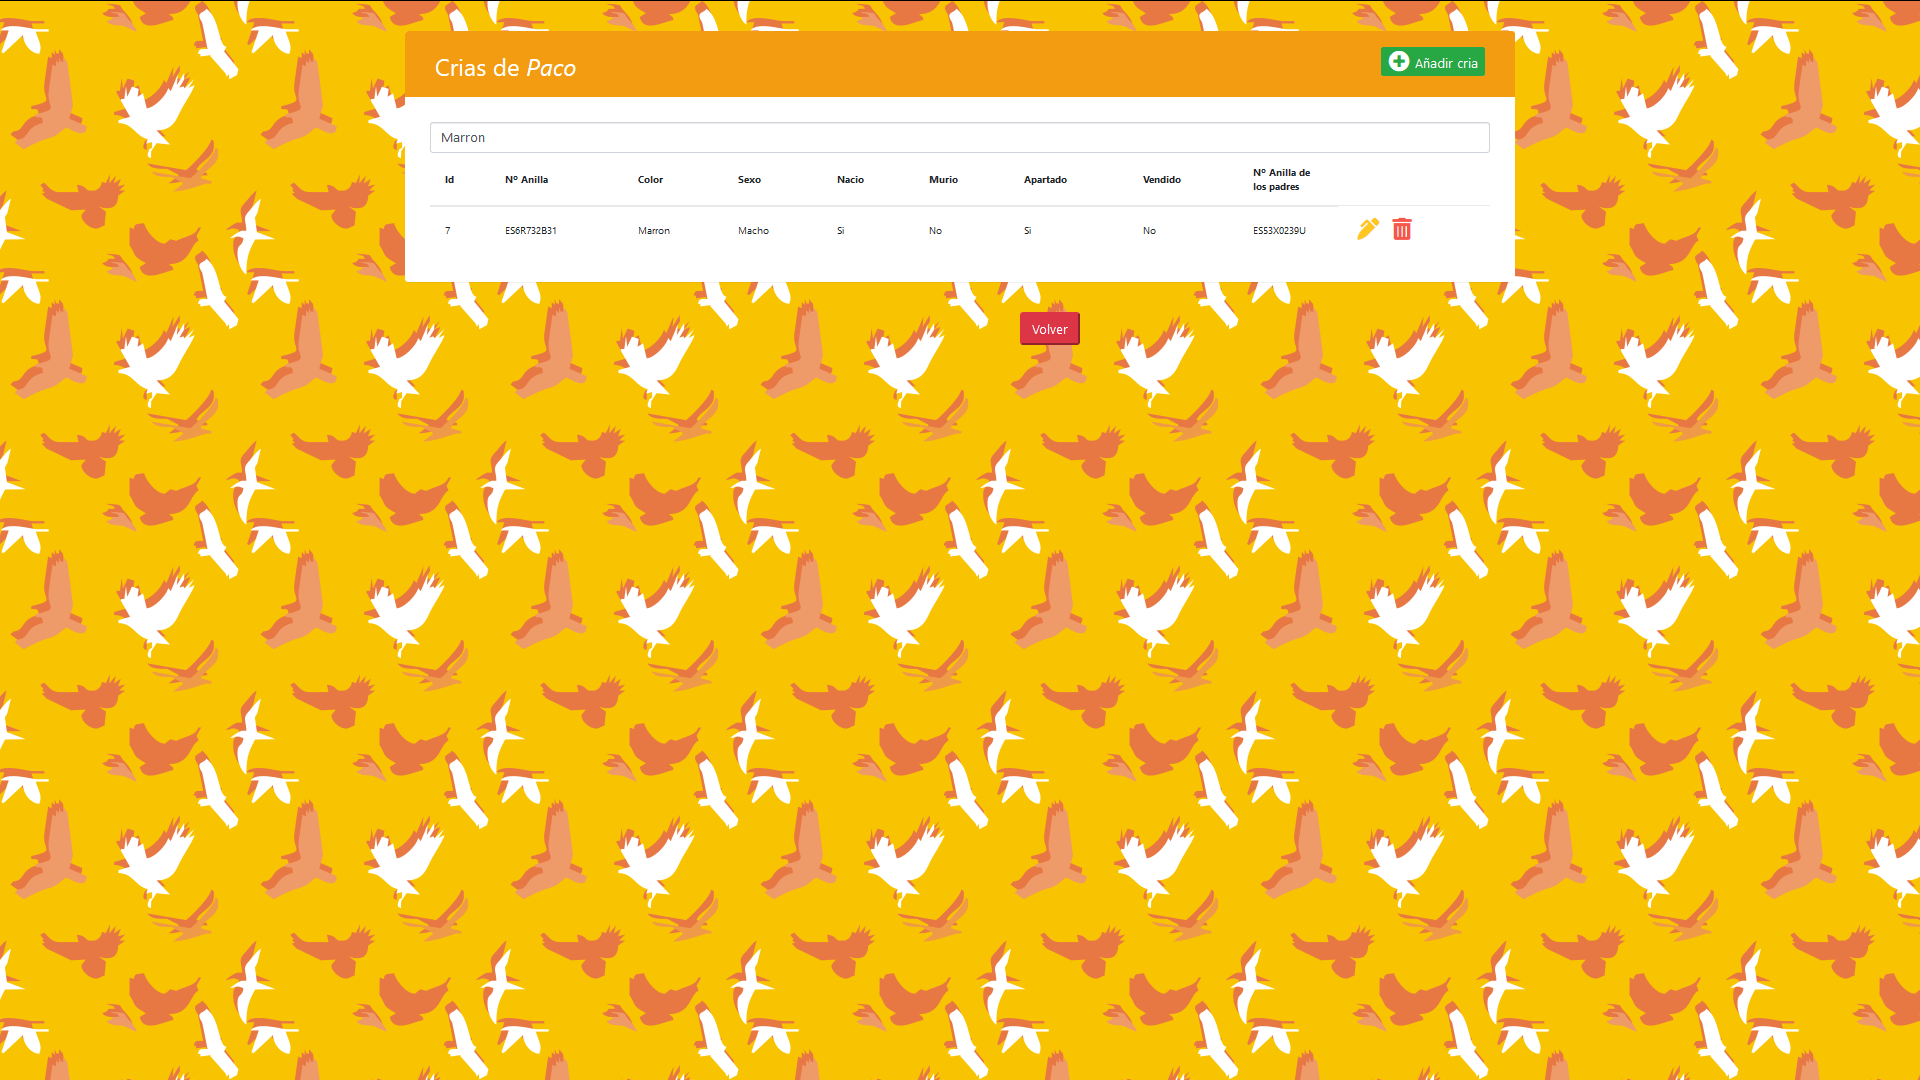 Crias de Paco
Añadir cria
Marron
Id Nº Anilla Color Sexo Nacio Murio Apartado Vendido Nº Anilla de los padres
7 ES6R732B31 Marron Macho Si No Si No ES53X0239U
Volver